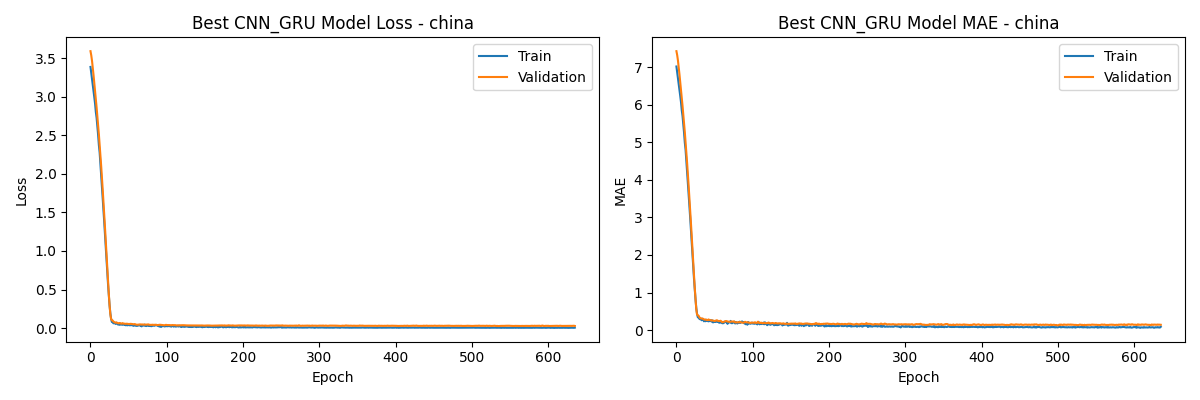 Best CNN_GRU Model Loss - china
Train
Validation
3.5
3.0
2.5
2.0
1.5
1.0
0.5
0.0
Loss
0 100 200 300 400 500 600
Epoch
Best CNN_GRU Model MAE - china
Train
Validation
7
6
5
4
3
2
1
0
MAE
0 100 200 300 400 500 600
Epoch